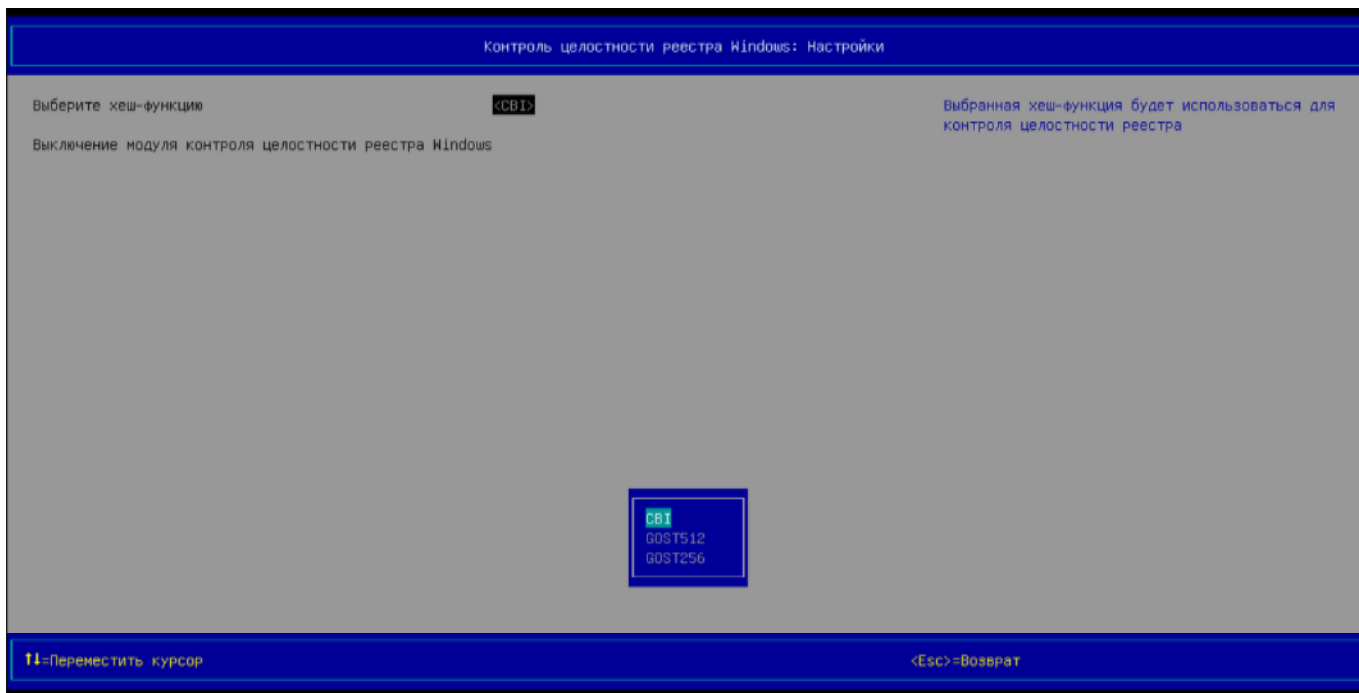 Контроль целостности реестра Windows: Настройки
Выберите хеш-функцию <CBI>
Выключение модуля контроля целостности реестра Windows
Выбранная хеш-функция будет использоваться для
контроля целостности реестра
CBI
GOST512
GOST256
↑↓=Переместить курсор <Esc>=Возврат